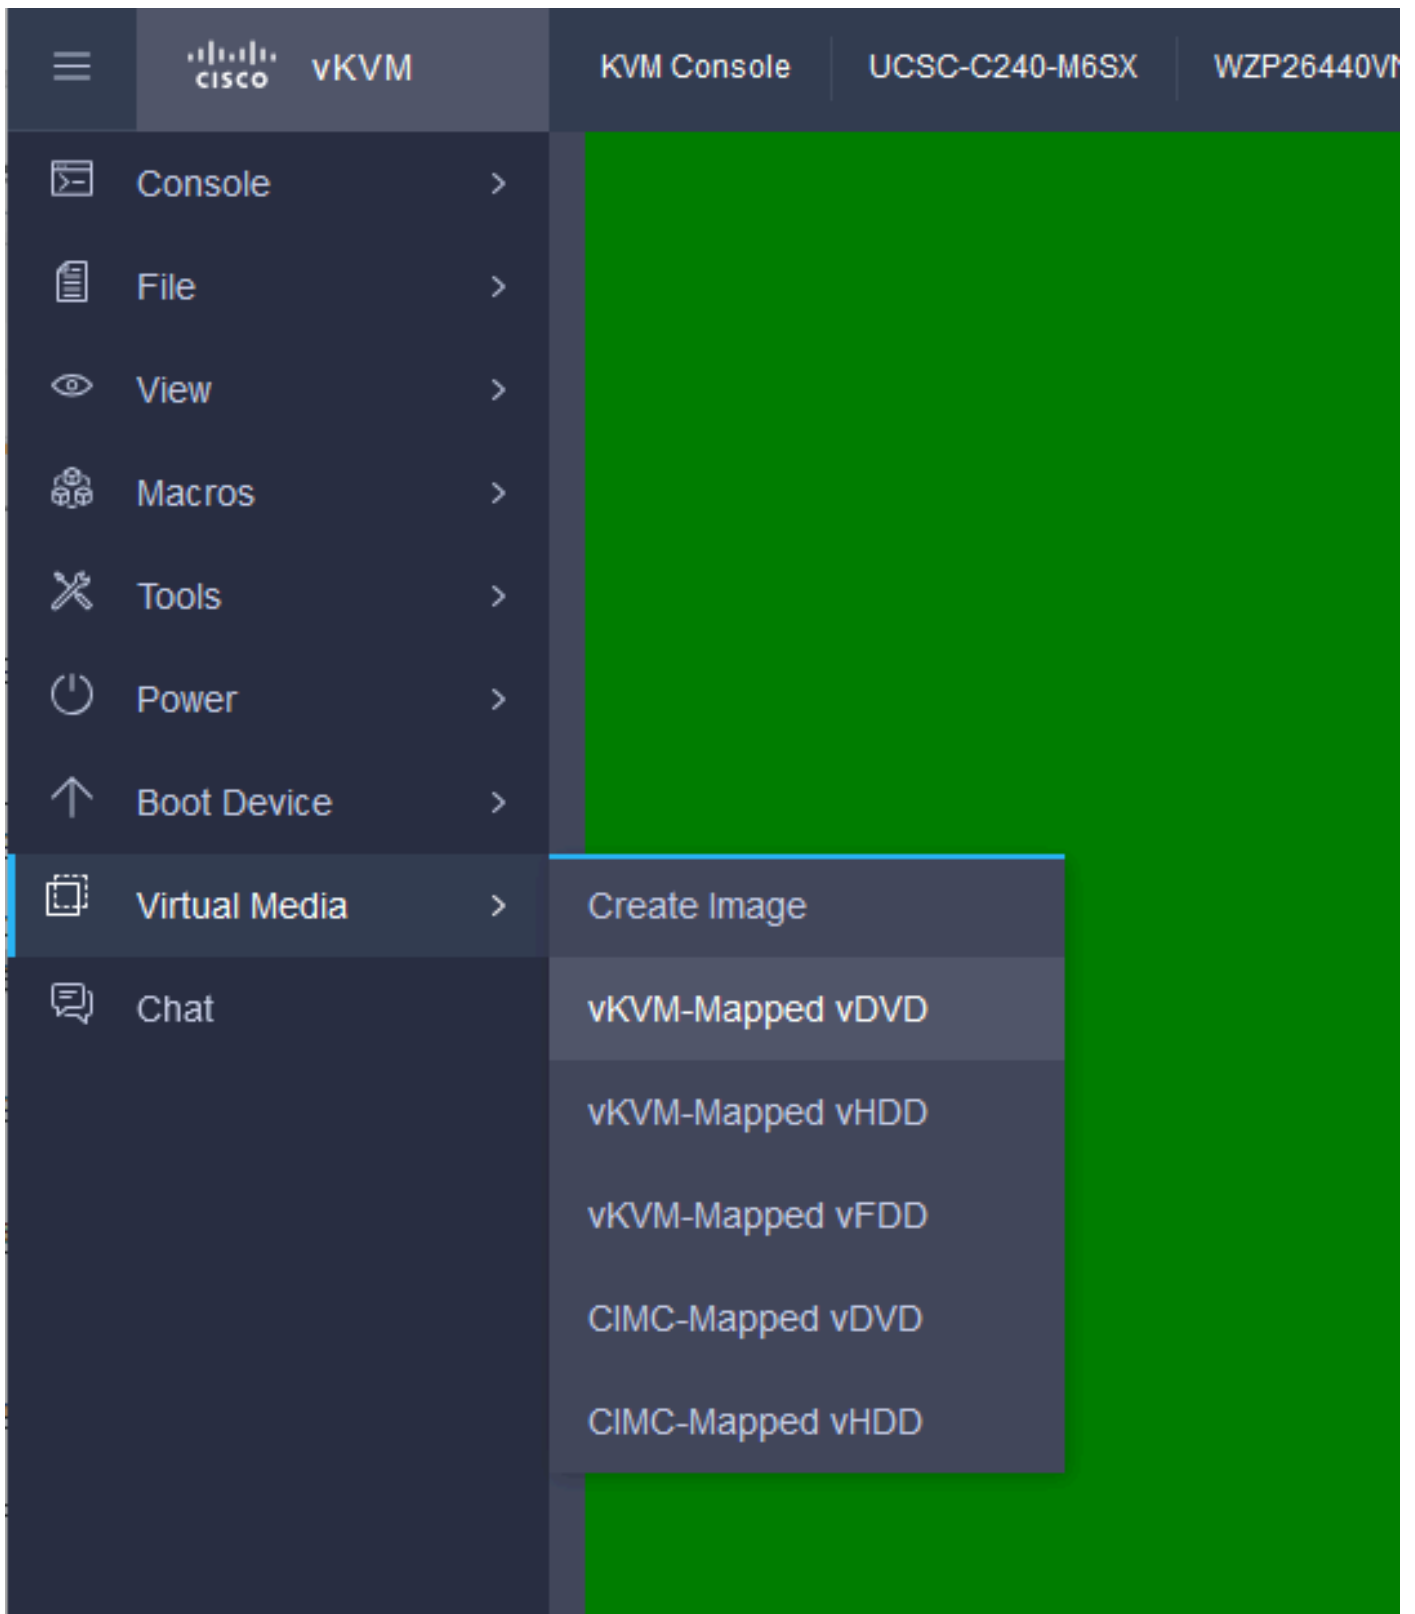 CISCO vKVM KVM Console UCSC-C240-M6SX
Console
File
View
Macros
Tools
Power
Boot Device
Virtual Media
Create Image
Chat
vKVM-Mapped vDVD
vKVM-Mapped vHDD
vKVM-Mapped vFDD
CIMC-Mapped vDVD
CIMC-Mapped vHDD